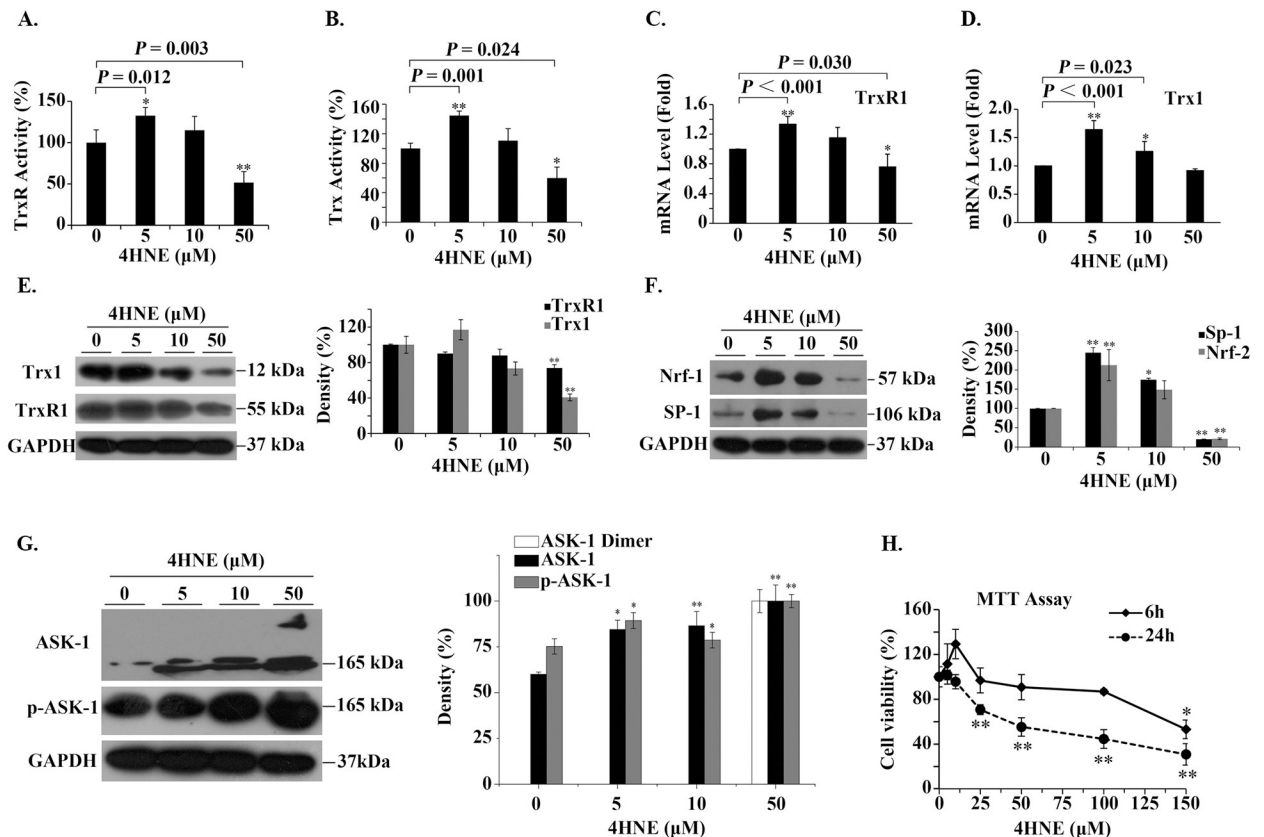 A.
P = 0.003
P = 0.012
TrxR Activity (%)
150
100
50
0
*
**
0 5 10 50
4HNE (µM)
B.
P = 0.024
P = 0.001
Trx Activity (%)
160
120
80
40
0
**
*
0 5 10 50
4HNE (µM)
C.
P = 0.030
P < 0.001
TrxR1
mRNA Level (Fold)
1.6
1.2
0.8
0.4
0
**
*
0 5 10 50
4HNE (µM)
D.
P = 0.023
P < 0.001
Trx1
mRNA Level (Fold)
2.0
1.5
1.0
0.5
0
**
*
0 5 10 50
4HNE (µM)
E.
4HNE (µM)
0 5 10 50
Trx1 12 kDa
TrxR1 55 kDa
GAPDH 37 kDa
TrxR1
Trx1
Density (%)
120
80
40
0
**
**
0 5 10 50
4HNE (µM)
F.
4HNE (µM)
0 5 10 50
Nrf-1 57 kDa
SP-1 106 kDa
GAPDH 37 kDa
Sp-1
Nrf-2
Density (%)
300
250
200
150
100
50
0
** **
*
** **
0 5 10 50
4HNE (µM)
G.
4HNE (µM)
0 5 10 50
ASK-1 165 kDa
p-ASK-1 165 kDa
GAPDH 37kDa
ASK-1 Dimer
ASK-1
p-ASK-1
Density (%)
100
75
50
25
0
* *
** *
** **
0 5 10 50
4HNE (µM)
H.
MTT Assay
6h
24h
Cell viability (%)
160
120
80
40
0
*
** ** ** **
0 25 50 75 100 125 150
4HNE (µM)